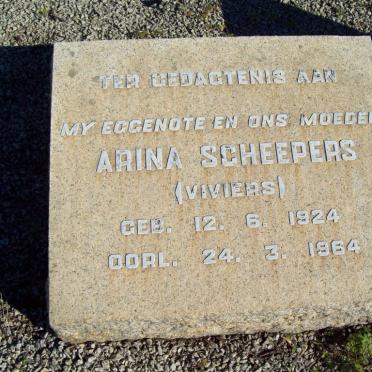 TER GEDAGTENIS AAN
MY EGGENOTE EN ONS MOEDER
ARINA SCHEEPERS
(VIVIERS)
GEB. 12. 6. 1924
OORL. 24. 3. 1964